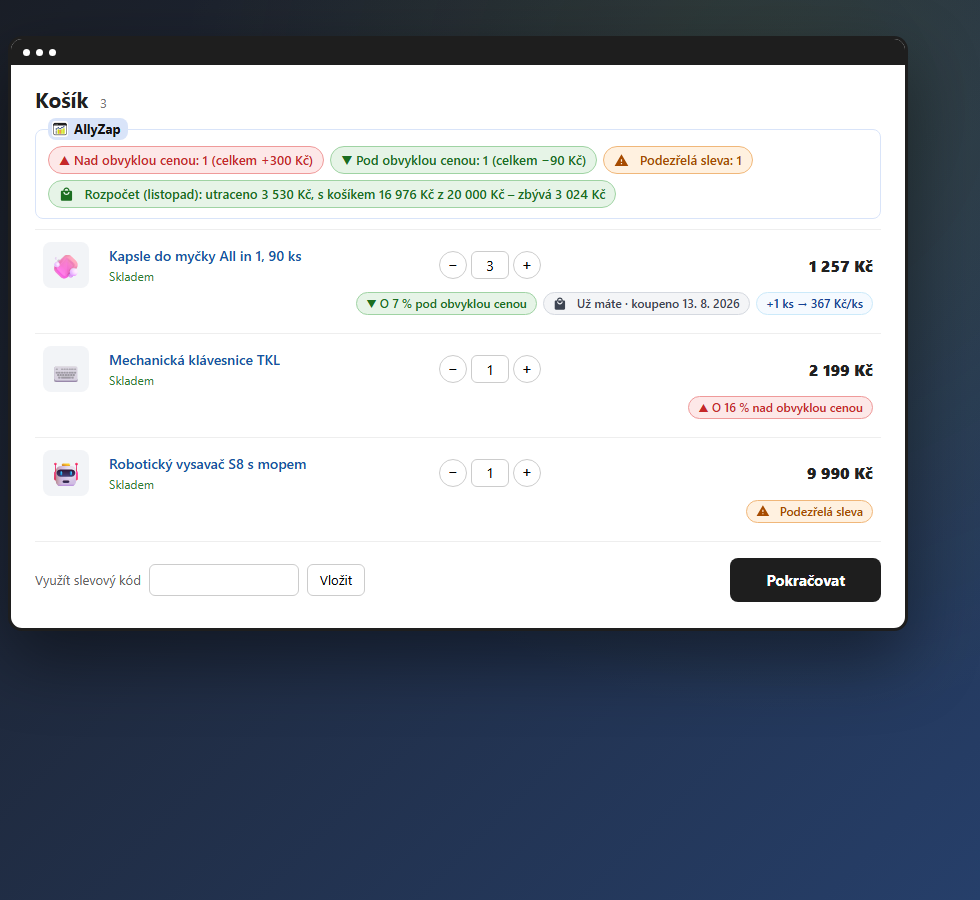 Košík 3
AllyZap
▲ Nad obvyklou cenou: 1 (celkem +300 Kč)
▼ Pod obvyklou cenou: 1 (celkem −90 Kč)
Podezřelá sleva: 1
Rozpočet (listopad): utraceno 3 530 Kč, s košíkem 16 976 Kč z 20 000 Kč – zbývá 3 024 Kč
Kapsle do myčky All in 1, 90 ks
Skladem
− 3 +
1 257 Kč
▼ O 7 % pod obvyklou cenou
Už máte · koupeno 13. 8. 2026
+1 ks → 367 Kč/ks
Mechanická klávesnice TKL
Skladem
− 1 +
2 199 Kč
▲ O 16 % nad obvyklou cenou
Robotický vysavač S8 s mopem
Skladem
− 1 +
9 990 Kč
Podezřelá sleva
Využít slevový kód
Vložit
Pokračovat